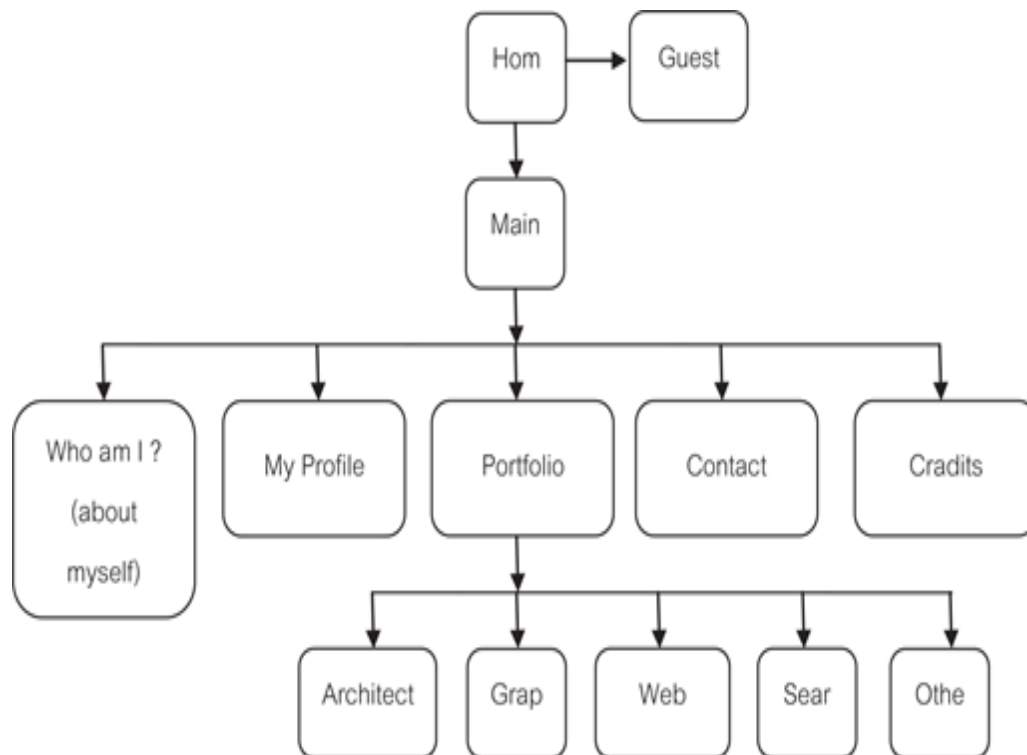 Hom
Guest
Main
Who am I ?
(about
myself)
My Profile
Portfolio
Contact
Cradits
Architect
Grap
Web
Sear
Othe